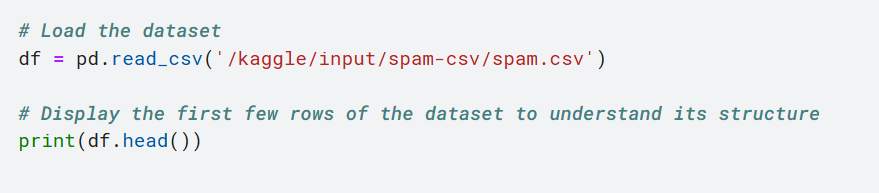 # Load the dataset
df = pd.read_csv('/kaggle/input/spam-csv/spam.csv')
# Display the first few rows of the dataset to understand its structure
print(df.head())